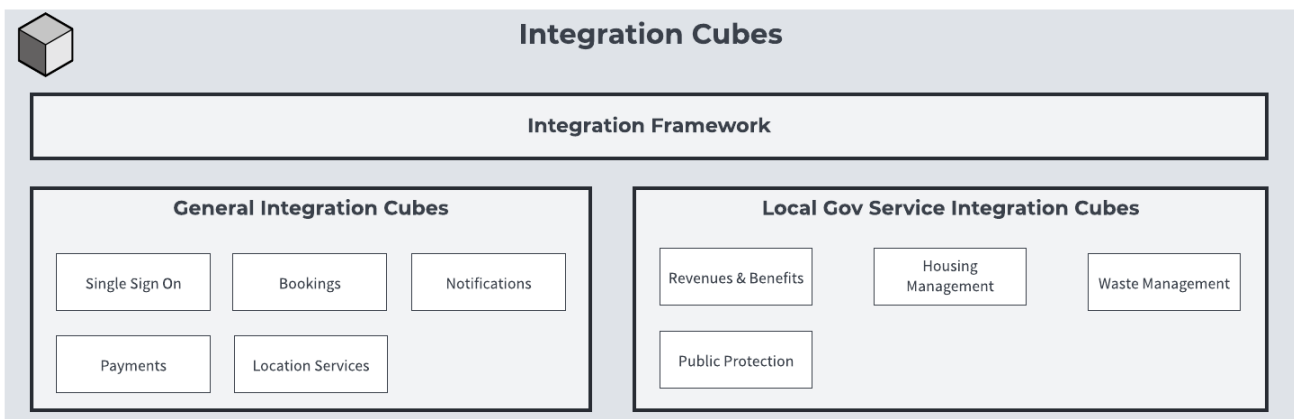 Integration Cubes
Integration Framework
General Integration Cubes
Single Sign On
Bookings
Notifications
Payments
Location Services
Local Gov Service Integration Cubes
Revenues & Benefits
Housing
Management
Waste Management
Public Protection